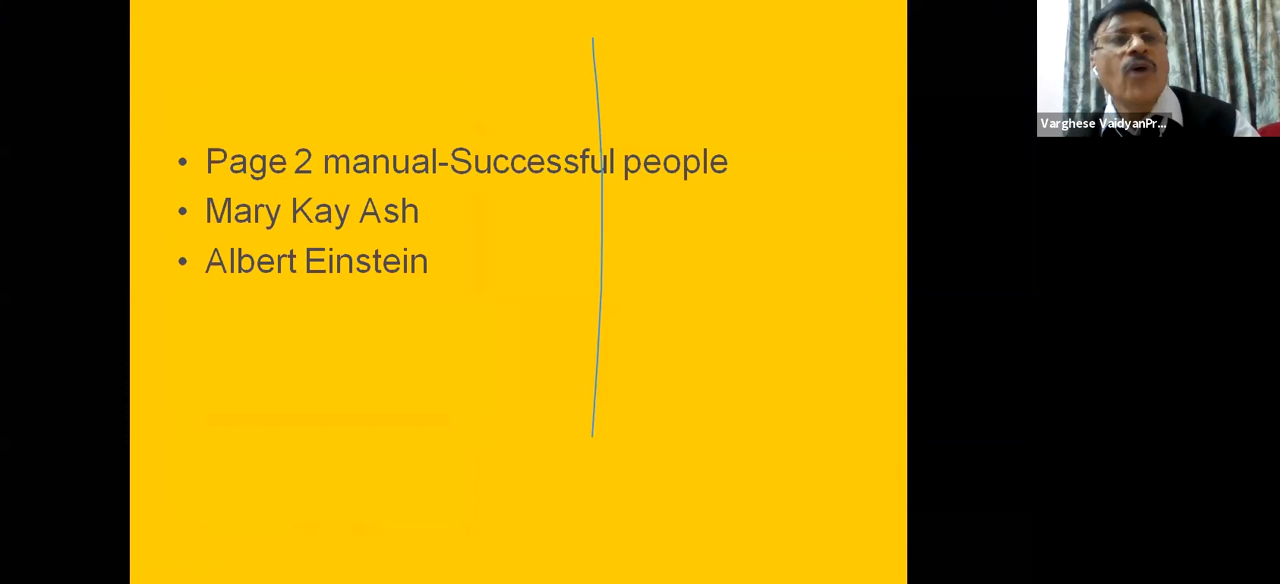 • Page 2 manual-Successful people
• Mary Kay Ash
• Albert Einstein
Varghese VaidyanPr...